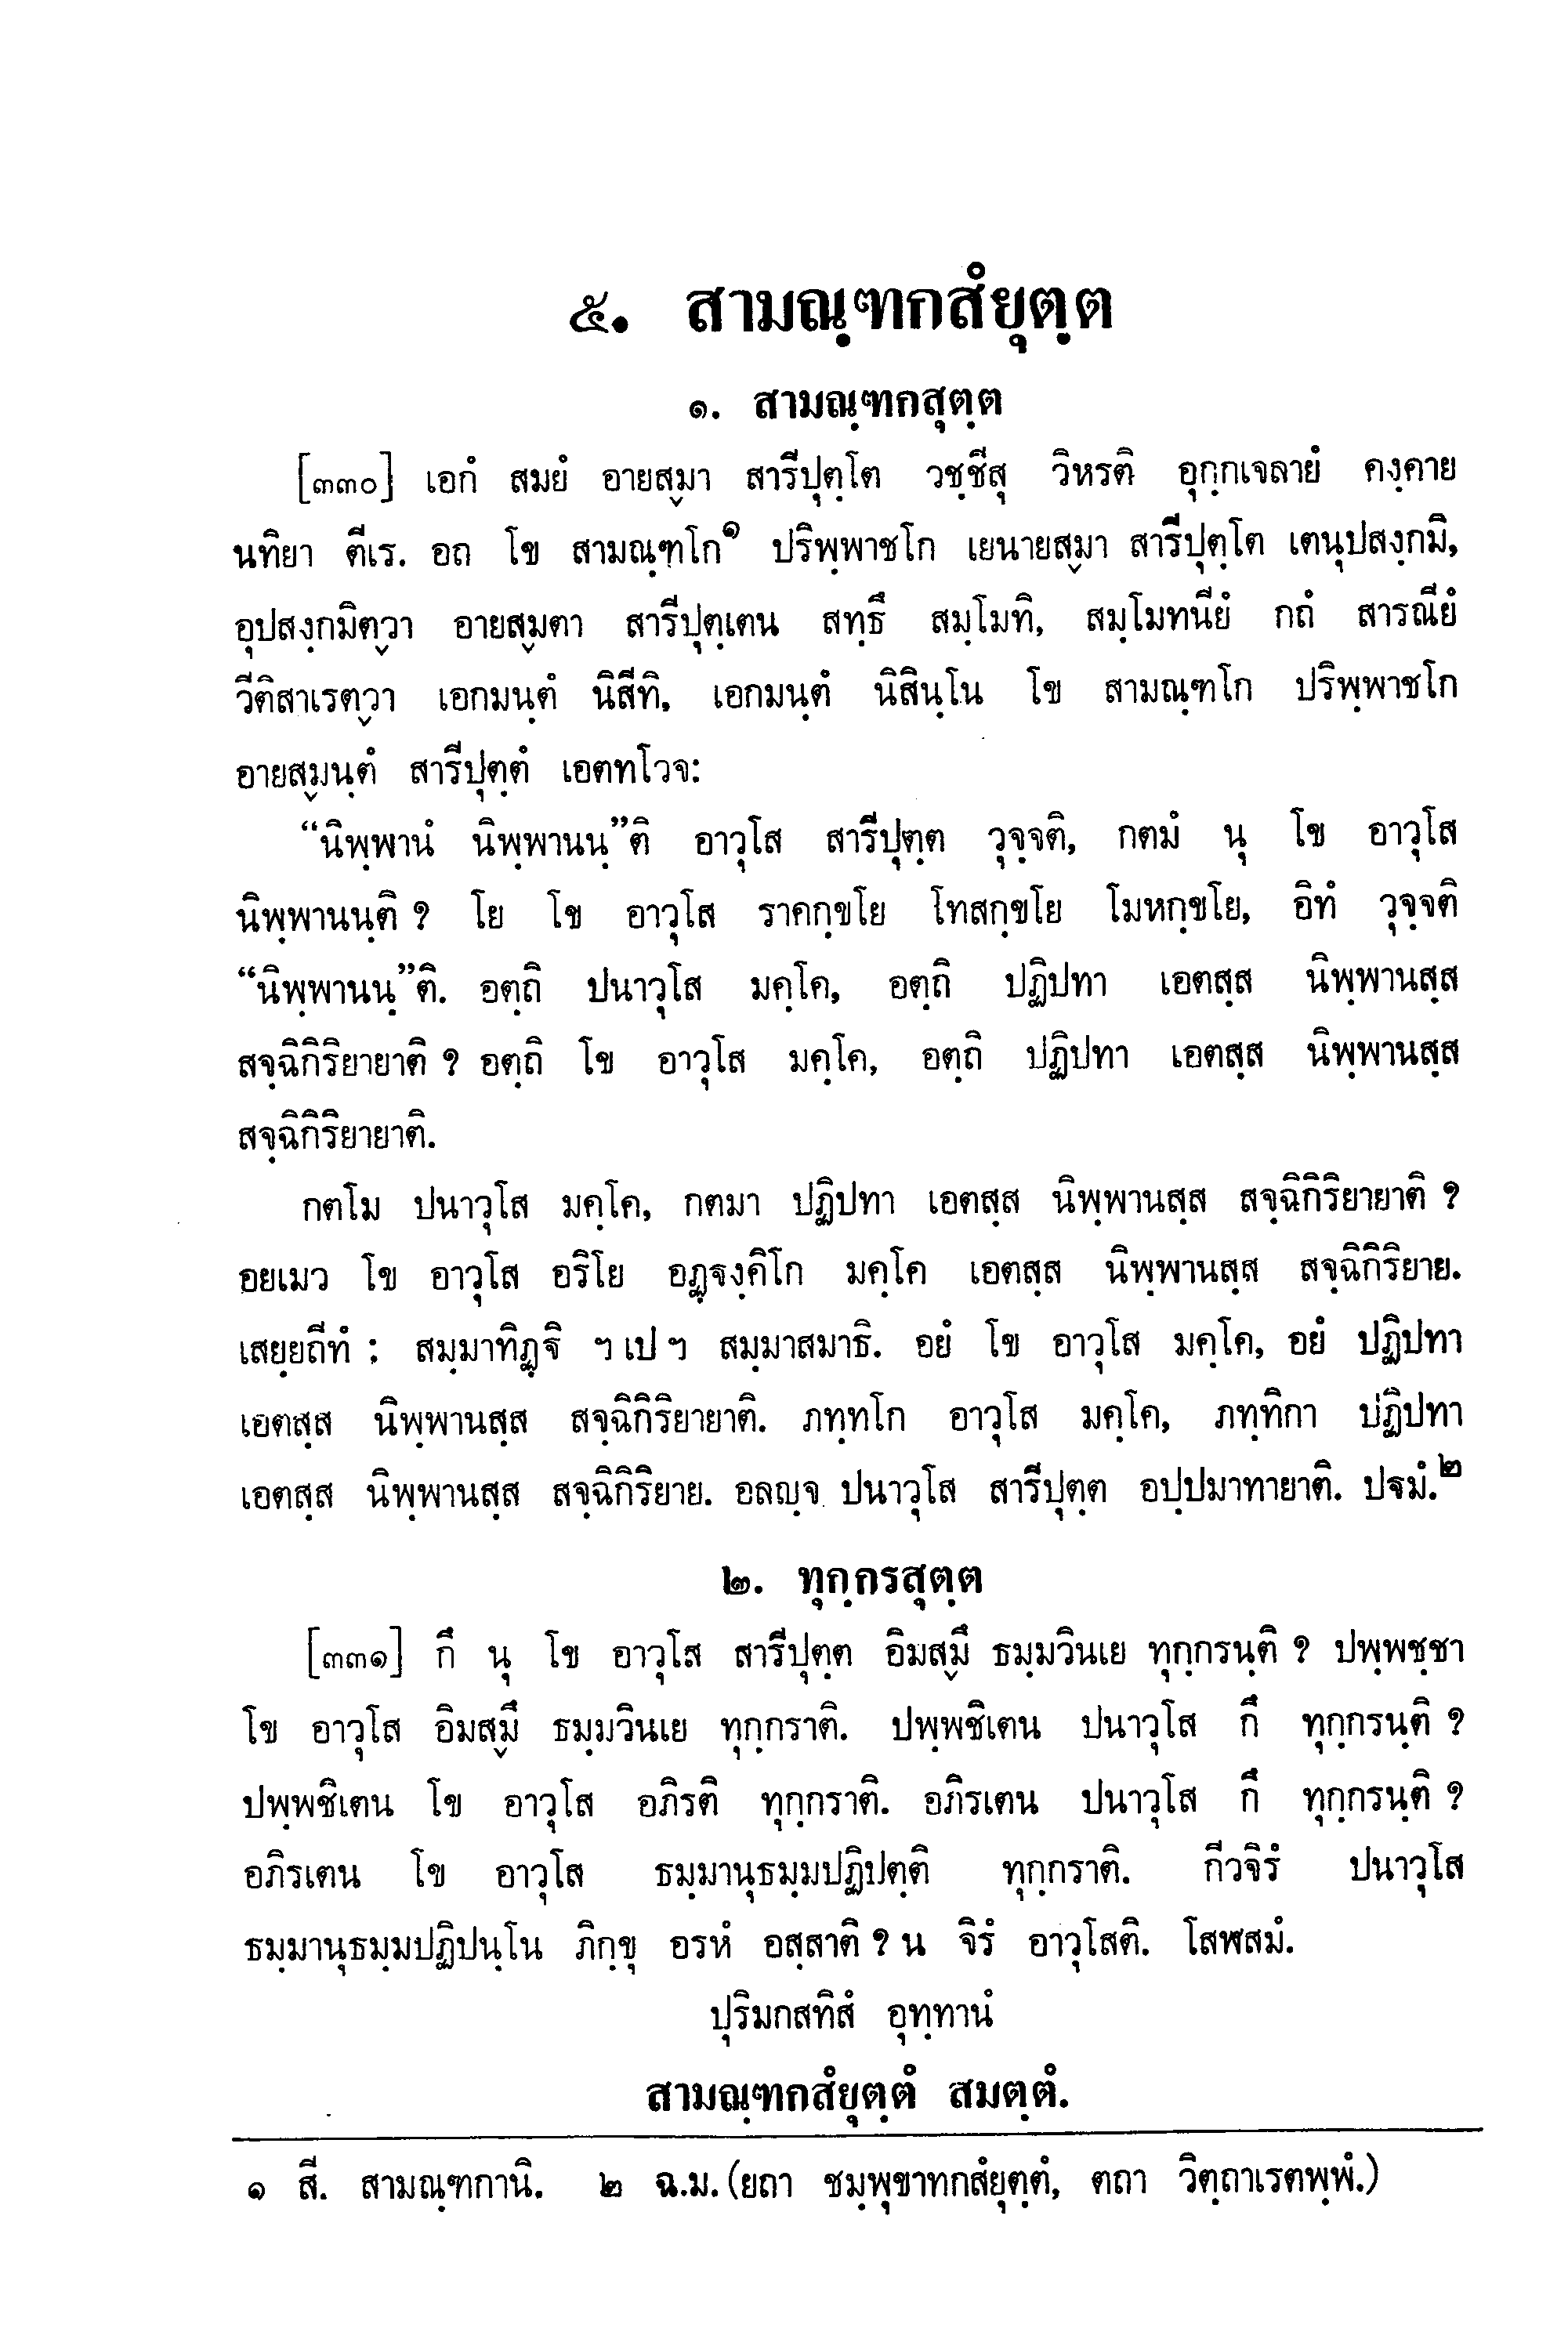 ๕. สามณฺฑกสํยุตฺต
๑. สามณฺฑกสุตฺต
[๓๓๐] เอกํ สมยํ อายสฺมา สารีปุตฺโต วชฺชีสุ วิหรติ อุกฺกเจลายํ คงฺคาย
นทิยา ตีเร. อถ โข สามณฺฑโก๑ ปริพฺพาชโก เยนายสฺมา สารีปุตฺโต เตนุปสงฺกมิ,
อุปสงฺกมิตฺวา อายสฺมตา สารีปุตฺเตน สทฺธึ สมฺโมทิ, สมฺโมทนียํ กถํ สารณียํ
วีติสาเรตฺวา เอกมนฺตํ นิสีทิ, เอกมนฺตํ นิสินฺโน โข สามณฺฑโก ปริพฺพาชโก
อายสฺมนฺตํ สารีปุตฺตํ เอตทโวจ:
“นิพฺพานํ นิพฺพานนฺ”ติ อาวุโส สารีปุตฺต วุจฺจติ, กตมํ นุ โข อาวุโส
นิพฺพานนฺติ ? โย โข อาวุโส ราคกฺขโย โทสกฺขโย โมหกฺขโย, อิทํ วุจฺจติ
“นิพฺพานนฺ”ติ. อตฺถิ ปนาวุโส มคฺโค, อตฺถิ ปฏิปทา เอตสฺส นิพฺพานสฺส
สจฺฉิกิริยายาติ ? อตฺถิ โข อาวุโส มคฺโค, อตฺถิ ปฏิปทา เอตสฺส นิพฺพานสฺส
สจฺฉิกิริยายาติ.
กตโม ปนาวุโส มคฺโค, กตมา ปฏิปทา เอตสฺส นิพฺพานสฺส สจฺฉิกิริยายาติ ?
อยเมว โข อาวุโส อริโย อฏฺฐงฺคิโก มคฺโค เอตสฺส นิพฺพานสฺส สจฺฉิกิริยาย.
เสยฺยถีทํ : สมฺมาทิฏฺฐิ ฯ เป ฯ สมฺมาสมาธิ. อยํ โข อาวุโส มคฺโค, อยํ ปฏิปทา
เอตสฺส นิพฺพานสฺส สจฺฉิกิริยายาติ. ภทฺทโก อาวุโส มคฺโค, ภทฺทิกา ปฏิปทา
เอตสฺส นิพฺพานสฺส สจฺฉิกิริยาย. อลญฺจ ปนาวุโส สารีปุตฺต อปฺปมาทายาติ. ปฐมํ.๒
๒. ทุกฺกรสุตฺต
[๓๓๑] กึ นุ โข อาวุโส สารีปุตฺต อิมสฺมึ ธมฺมวินเย ทุกฺกรนฺติ ? ปพฺพชฺชา
โข อาวุโส อิมสฺมึ ธมฺมวินเย ทุกฺกราติ. ปพฺพชิเตน ปนาวุโส กึ ทุกฺกรนฺติ ?
ปพฺพชิเตน โข อาวุโส อภิรติ ทุกฺกราติ. อภิรเตน ปนาวุโส กึ ทุกฺกรนฺติ ?
อภิรเตน โข อาวุโส ธมฺมานุธมฺมปฏิปตฺติ ทุกฺกราติ. กีวจิรํ ปนาวุโส
ธมฺมานุธมฺมปฏิปนฺโน ภิกฺขุ อรหํ อสฺสาติ ? น จิรํ อาวุโสติ. โสฬสมํ.
ปุริมกสทิสํ อุทฺทานํ
สามณฺฑกสํยุตฺตํ สมตฺตํ.
๑ สี. สามณฺฑกานิ. ๒ ฉ.ม. (ยถา ชมฺพุขาทกสํยุตฺตํ, ตถา วิตฺถาเรตพฺพํ.)